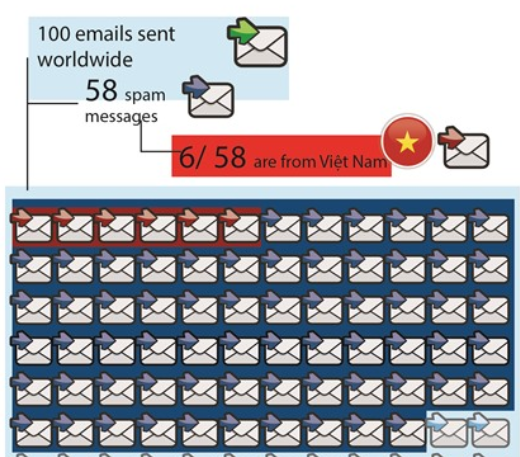 100 emails sent
worldwide
58 spam
messages
6/ 58 are from Việt Nam